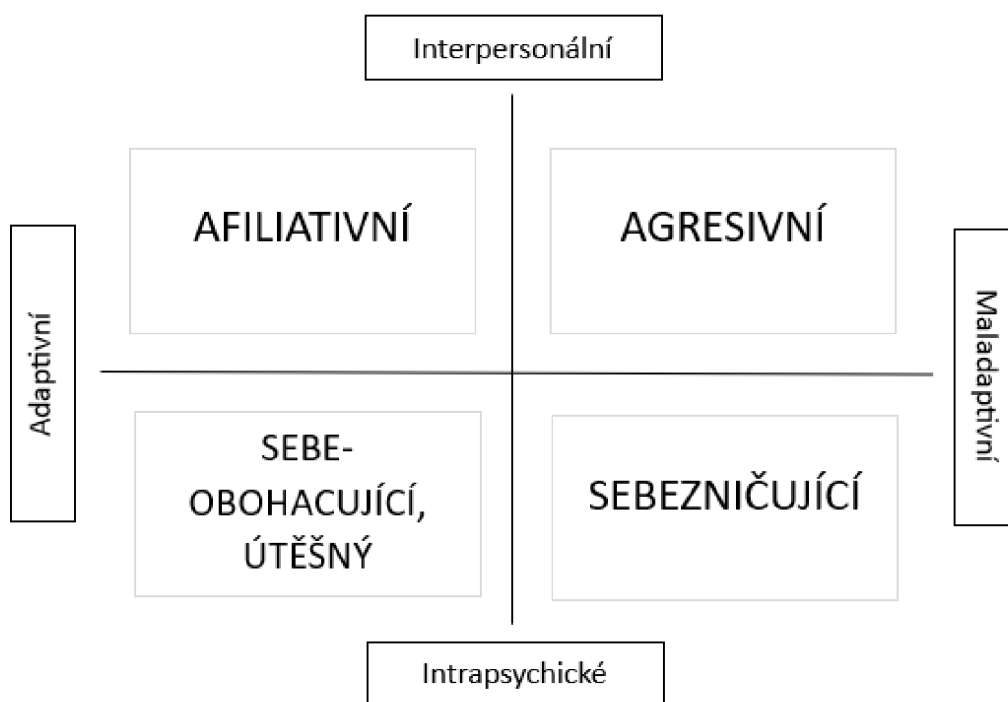 Interpersonální
AFILIATIVNÍ
AGRESIVNÍ
Adaptivní
Maladaptivní
SEBE-
OBOHACUJÍCÍ,
ÚTĚŠNÝ
SEBEZNIČUJÍCÍ
Intrapsychické